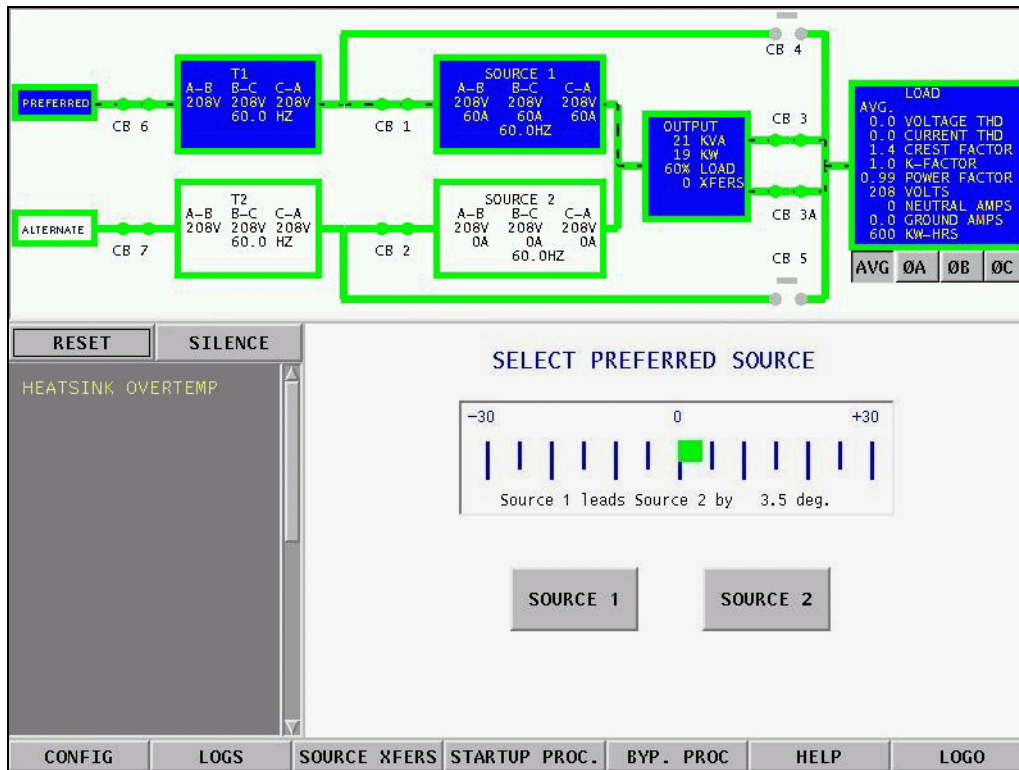 CB 4
PREFERRED
CB 6
T1
A-B B-C C-A
208V 208V 208V
60.0 HZ
CB 1
SOURCE 1
A-B B-C C-A
208V 208V 208V
60A 60A 60A
60.0HZ
OUTPUT
21 KVA
19 KW
60% LOAD
0 XFERS
CB 3
CB 3A
LOAD
AVG.
0.0 VOLTAGE THD
0.0 CURRENT THD
1.4 CREST FACTOR
1.0 K-FACTOR
0.99 POWER FACTOR
208 VOLTS
0 NEUTRAL AMPS
0.0 GROUND AMPS
600 KW-HRS
AVG ØA ØB ØC
ALTERNATE
CB 7
T2
A-B B-C C-A
208V 208V 208V
60.0 HZ
CB 2
SOURCE 2
A-B B-C C-A
208V 208V 208V
0A 0A 0A
60.0HZ
CB 5
RESET SILENCE
HEATSINK OVERTEMP
SELECT PREFERRED SOURCE
-30 0 +30
Source 1 leads Source 2 by 3.5 deg.
SOURCE 1 SOURCE 2
CONFIG LOGS SOURCE XFERS STARTUP PROC. BYP. PROC HELP LOGO